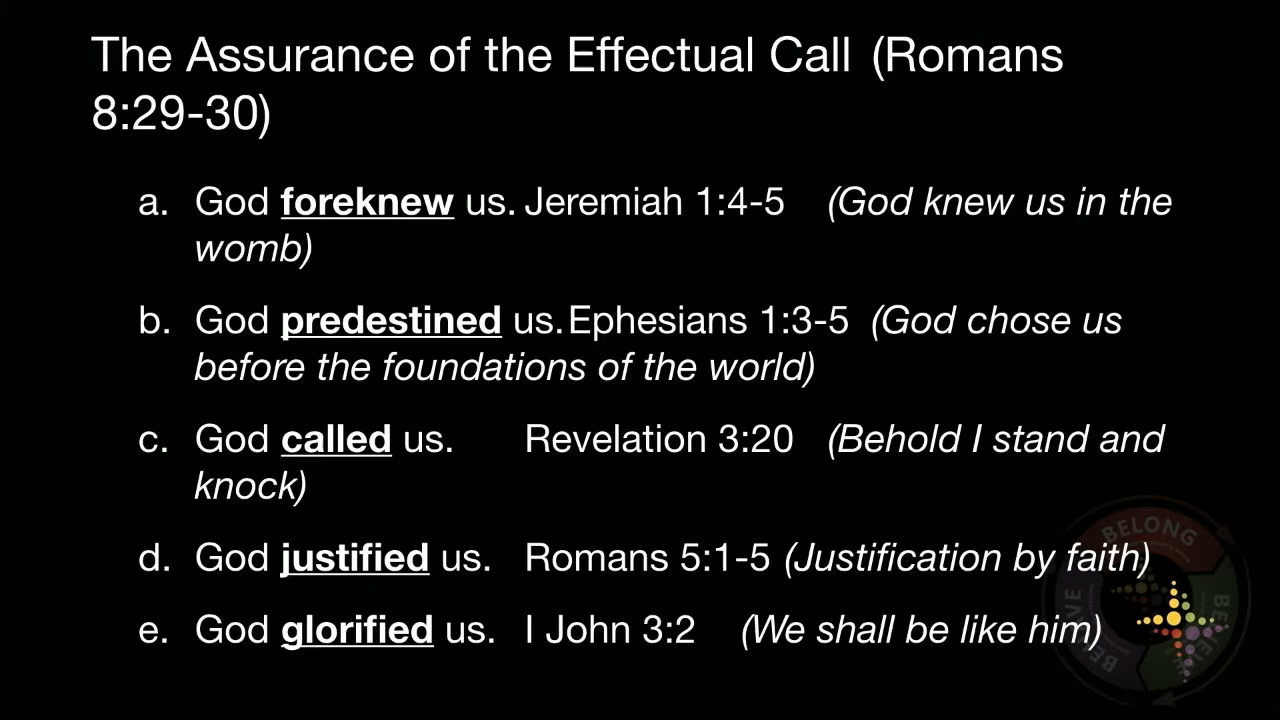 The Assurance of the Effectual Call (Romans
8:29-30)
a. God foreknew us. Jeremiah 1:4-5 (God knew us in the
womb)
b. God predestined us. Ephesians 1:3-5 (God chose us
before the foundations of the world)
c. God called us. Revelation 3:20 (Behold I stand and
knock)
d. God justified us. Romans 5:1-5 (Justification by faith)
e. God glorified us. I John 3:2 (We shall be like him)
BELONG